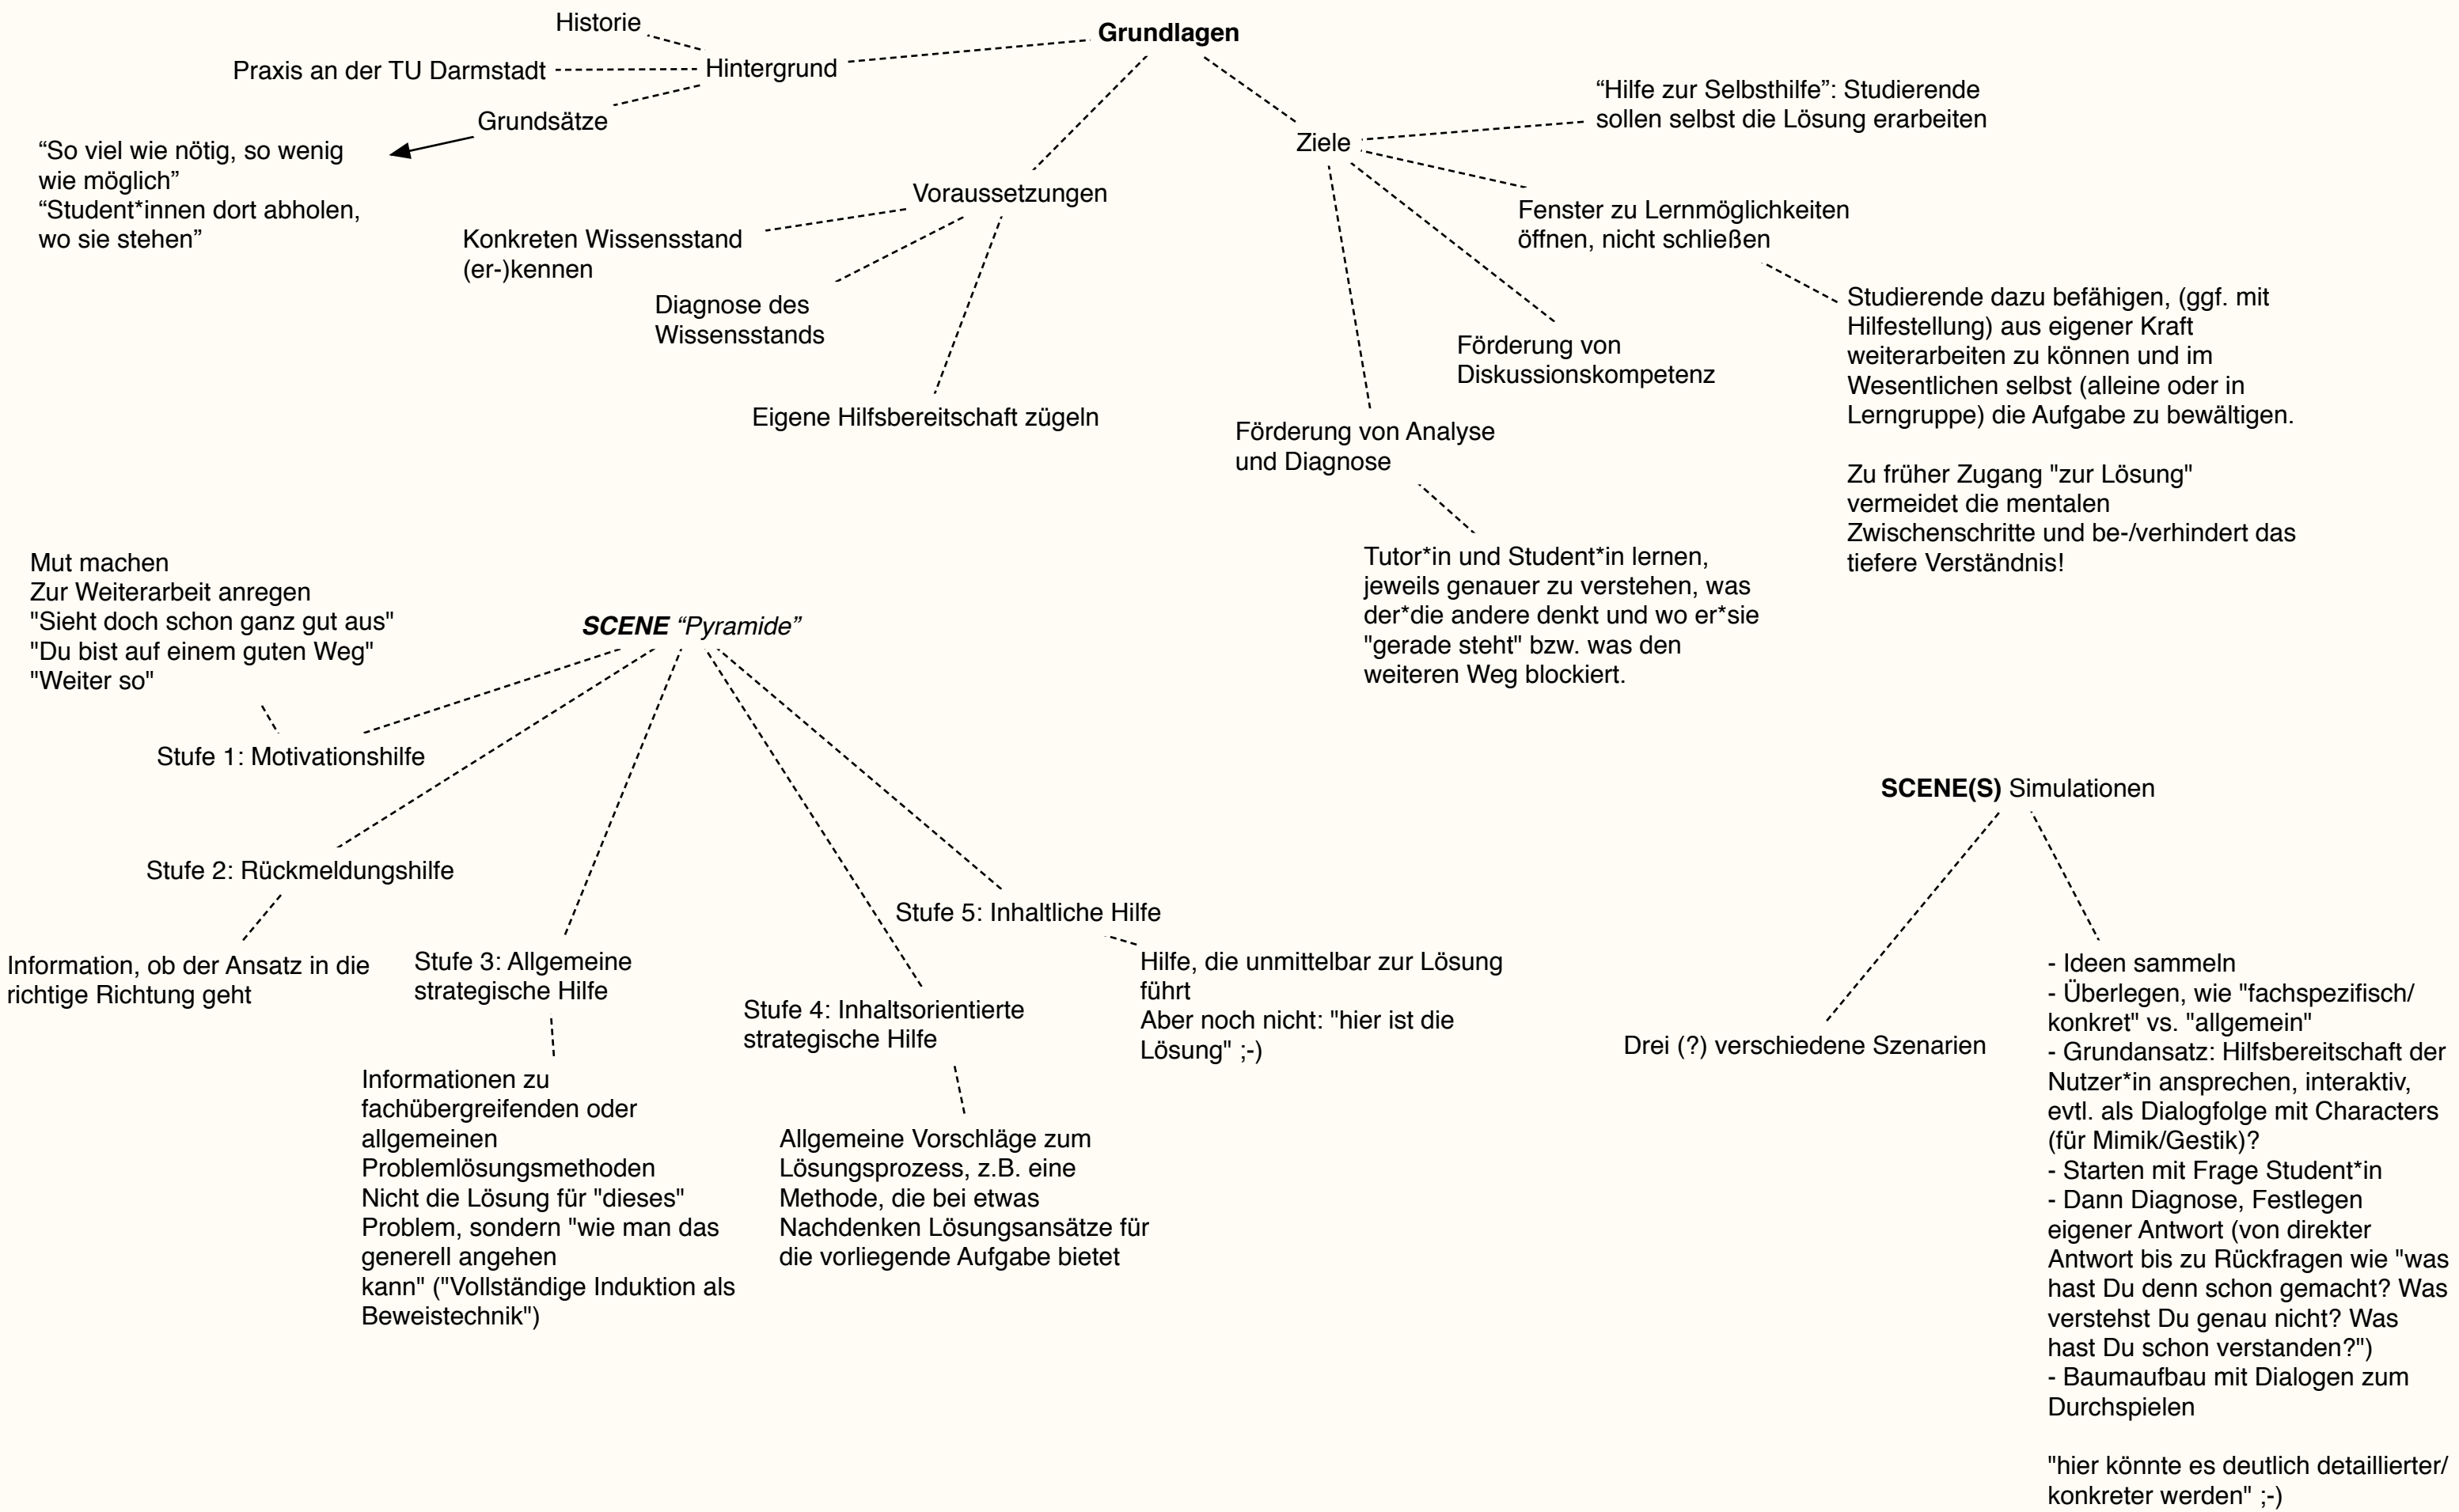 Historie
Grundlagen
Praxis an der TU Darmstadt
Hintergrund
Grundsätze
“So viel wie nötig, so wenig
wie möglich”
“Student*innen dort abholen,
wo sie stehen”
Voraussetzungen
Konkreten Wissensstand
(er-)kennen
Diagnose des
Wissensstands
Eigene Hilfsbereitschaft zügeln
Ziele
“Hilfe zur Selbsthilfe”: Studierende
sollen selbst die Lösung erarbeiten
Fenster zu Lernmöglichkeiten
öffnen, nicht schließen
Studierende dazu befähigen, (ggf. mit
Hilfestellung) aus eigener Kraft
weiterarbeiten zu können und im
Wesentlichen selbst (alleine oder in
Lerngruppe) die Aufgabe zu bewältigen.
Zu früher Zugang "zur Lösung"
vermeidet die mentalen
Zwischenschritte und be-/verhindert das
tiefere Verständnis!
Förderung von
Diskussionskompetenz
Förderung von Analyse
und Diagnose
Tutor*in und Student*in lernen,
jeweils genauer zu verstehen, was
der*die andere denkt und wo er*sie
"gerade steht" bzw. was den
weiteren Weg blockiert.
Mut machen
Zur Weiterarbeit anregen
"Sieht doch schon ganz gut aus"
"Du bist auf einem guten Weg"
"Weiter so"
SCENE “Pyramide”
Stufe 1: Motivationshilfe
Stufe 2: Rückmeldungshilfe
Information, ob der Ansatz in die
richtige Richtung geht
Stufe 3: Allgemeine
strategische Hilfe
Informationen zu
fachübergreifenden oder
allgemeinen
Problemlösungsmethoden
Nicht die Lösung für "dieses"
Problem, sondern "wie man das
generell angehen
kann" ("Vollständige Induktion als
Beweistechnik")
Stufe 4: Inhaltsorientierte
strategische Hilfe
Allgemeine Vorschläge zum
Lösungsprozess, z.B. eine
Methode, die bei etwas
Nachdenken Lösungsansätze für
die vorliegende Aufgabe bietet
Stufe 5: Inhaltliche Hilfe
Hilfe, die unmittelbar zur Lösung
führt
Aber noch nicht: "hier ist die
Lösung" ;-)
SCENE(S) Simulationen
Drei (?) verschiedene Szenarien
- Ideen sammeln
- Überlegen, wie "fachspezifisch/
konkret" vs. "allgemein"
- Grundansatz: Hilfsbereitschaft der
Nutzer*in ansprechen, interaktiv,
evtl. als Dialogfolge mit Characters
(für Mimik/Gestik)?
- Starten mit Frage Student*in
- Dann Diagnose, Festlegen
eigener Antwort (von direkter
Antwort bis zu Rückfragen wie "was
hast Du denn schon gemacht? Was
verstehst Du genau nicht? Was
hast Du schon verstanden?")
- Baumaufbau mit Dialogen zum
Durchspielen
"hier könnte es deutlich detaillierter/
konkreter werden" ;-)